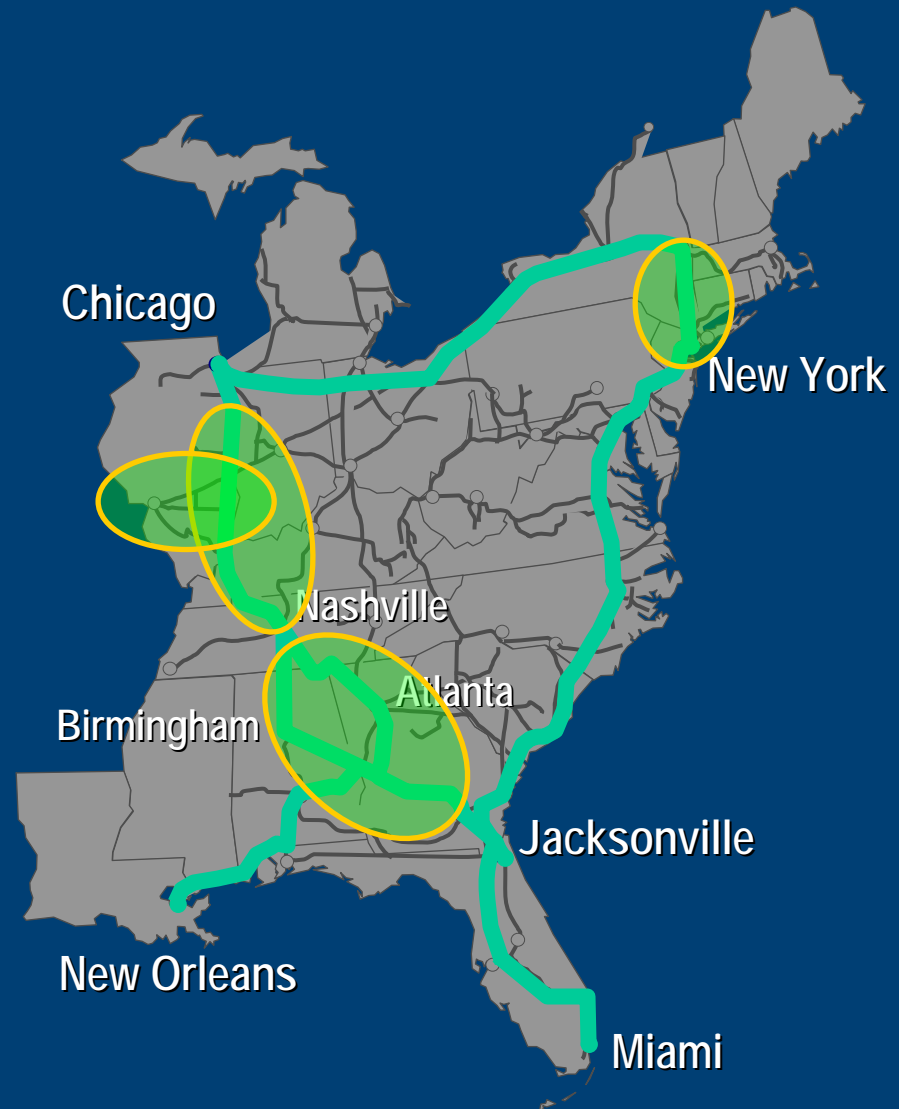 Chicago
New York
Nashville
Atlanta
Birmingham
Jacksonville
New Orleans
Miami